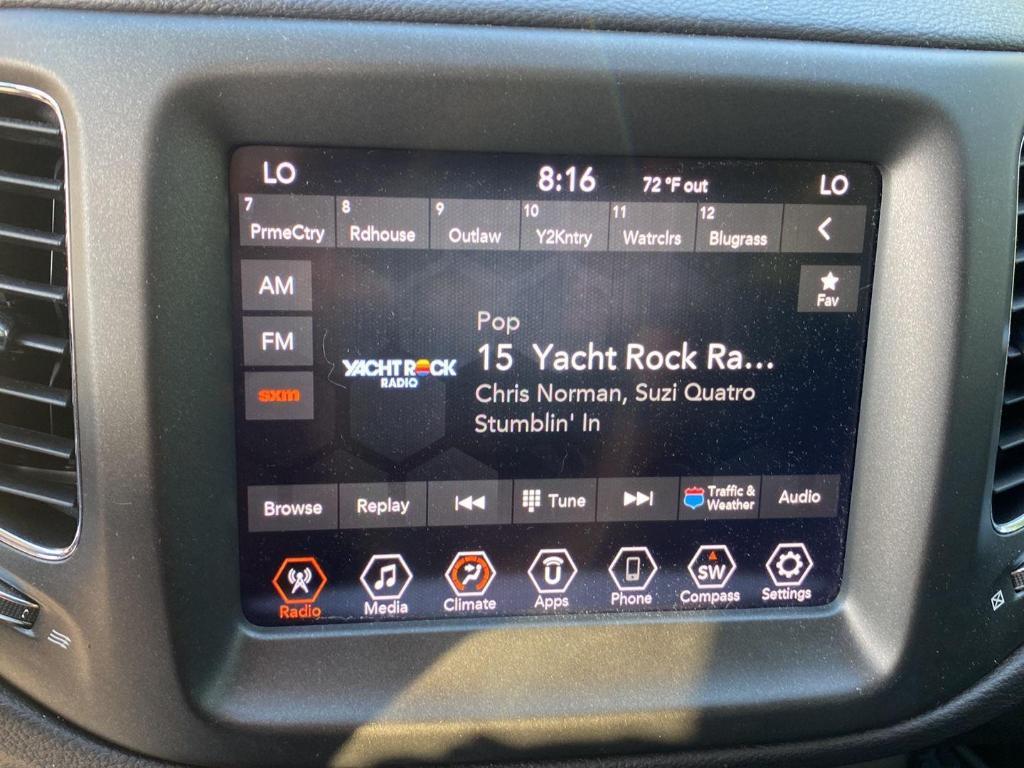 LO 8:16 72 °F out LO
7 PrmeCtry 8 Rdhouse 9 Outlaw 10 Y2Kntry 11 Watrclrs 12 Blugrass
AM
Fav
FM
sxm
YACHT ROCK
RADIO
Pop
15 Yacht Rock Ra...
Chris Norman, Suzi Quatro
Stumblin' In
Browse Replay Tune Traffic & Weather Audio
SW
Radio Media Climate Apps Phone Compass Settings